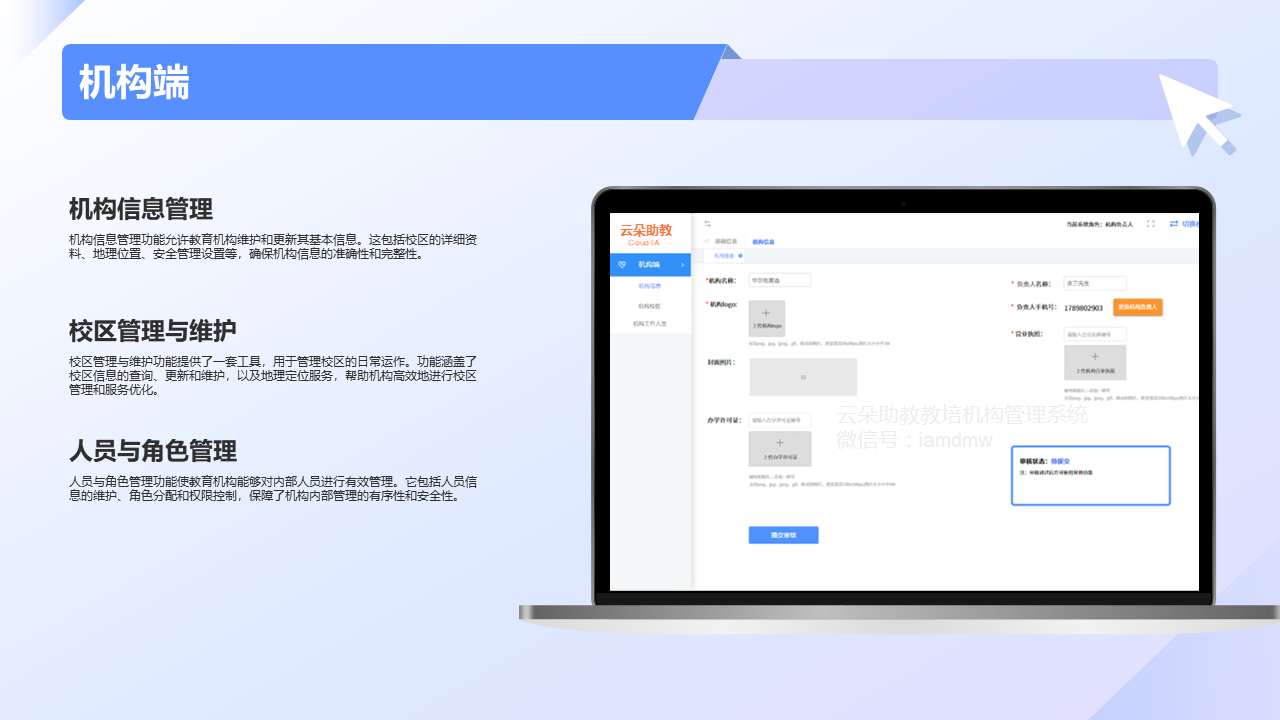 机构端
机构信息管理
机构信息管理功能允许教育机构维护和更新其基本信息。它包括校区的详细资
料、地理位置、安全管理设置等，确保机构信息的准确性和完整性。
校区管理与维护
校区管理与维护功能提供了一套工具，用于管理校区的日常运作。功能涵盖了
校区信息的查询、更新和维护，以及地理定位服务，帮助机构高效地进行校区
管理和服务优化。
人员与角色管理
人员与角色管理功能使教育机构能够对内部人员进行有效管理。它包括人员信
息的录入、角色分配和权限控制，保障了机构内部管理的有序性和安全性。
云朵助教
Cloud IA
机构端
机构信息
机构校区
机构工作人员
当前系统角色：机构负责人
切换
基础信息
机构信息
机构信息
*机构名称：
* 机构logo:
上传机构logo
封面照片：
办学许可证：
请输入办学许可证编号
上传办学许可证
提交审核
* 负责人名称：
张三先生
* 负责人手机号：
1789802903
更换机构负责人
* 营业执照：
上传机构营业执照
云朵助教教培机构管理系统
微信号：iamdmw
审核状态：待提交
注：审核通过后方可使用其他功能